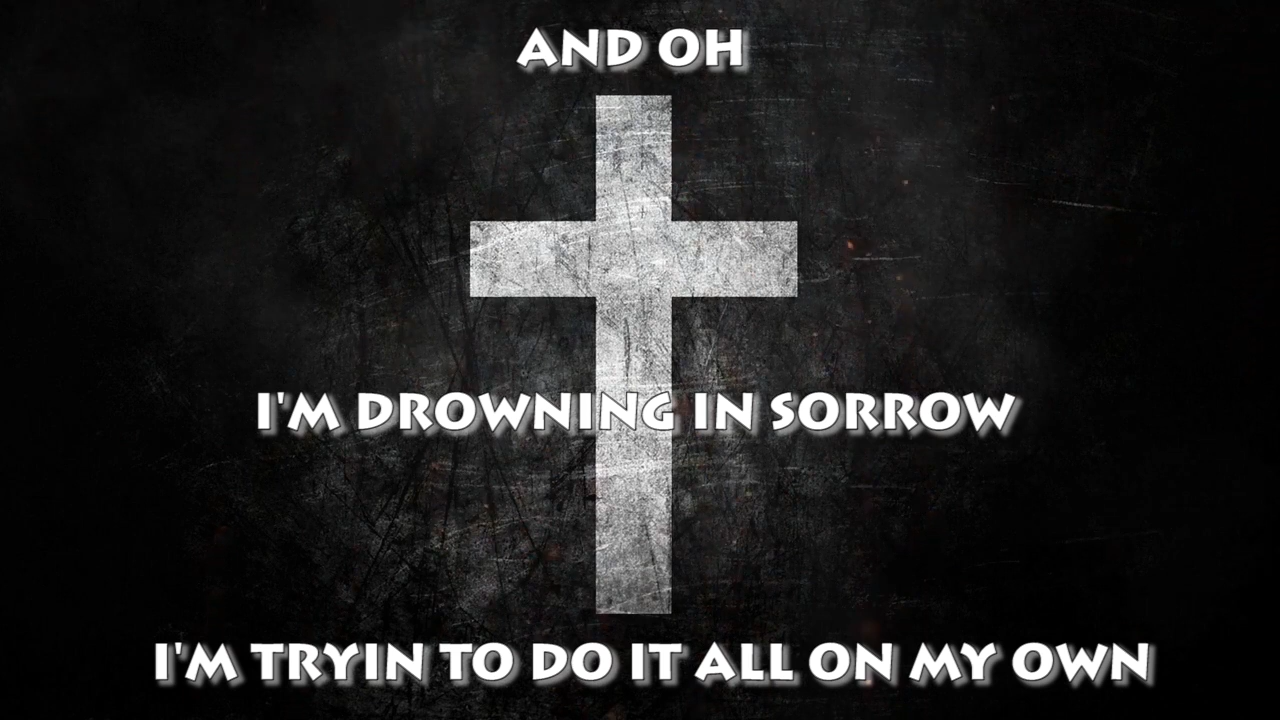 AND OH
I'M DROWNING IN SORROW
I'M TRYIN TO DO IT ALL ON MY OWN